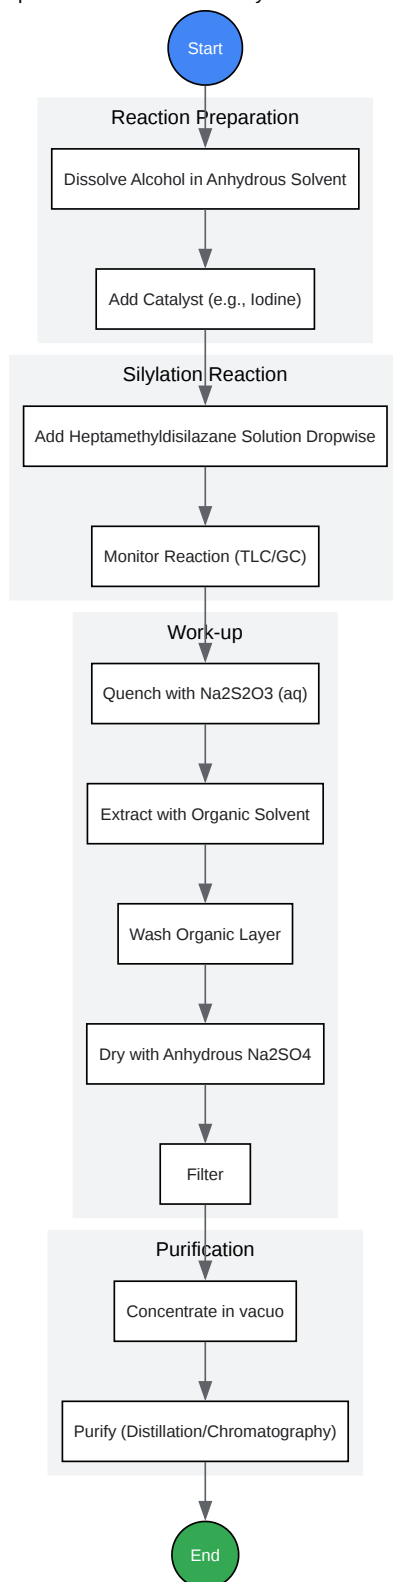 Start
Reaction Preparation
Dissolve Alcohol in Anhydrous Solvent
Add Catalyst (e.g., Iodine)
Silylation Reaction
Add Heptamethyldisilazane Solution Dropwise
Monitor Reaction (TLC/GC)
Work-up
Quench with Na2S2O3 (aq)
Extract with Organic Solvent
Wash Organic Layer
Dry with Anhydrous Na2SO4
Filter
Purification
Concentrate in vacuo
Purify (Distillation/Chromatography)
End